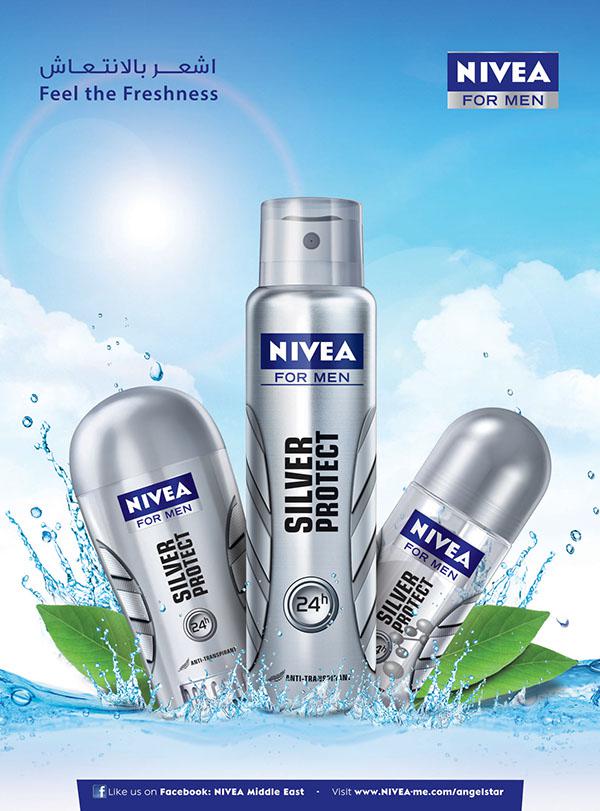 اشعر بالانتعاش
Feel the Freshness
NIVEA
FOR MEN
NIVEA
FOR MEN
SILVER
PROTECT
24h
ANTI-TRANSPIRANT
NIVEA
FOR MEN
SILVER
PROTECT
24h
ANTI-TRANSPIRANT
NIVEA
FOR MEN
SILVER
PROTECT
24h
Like us on Facebook: NIVEA Middle East · Visit www.NIVEA-me.com/angelstar